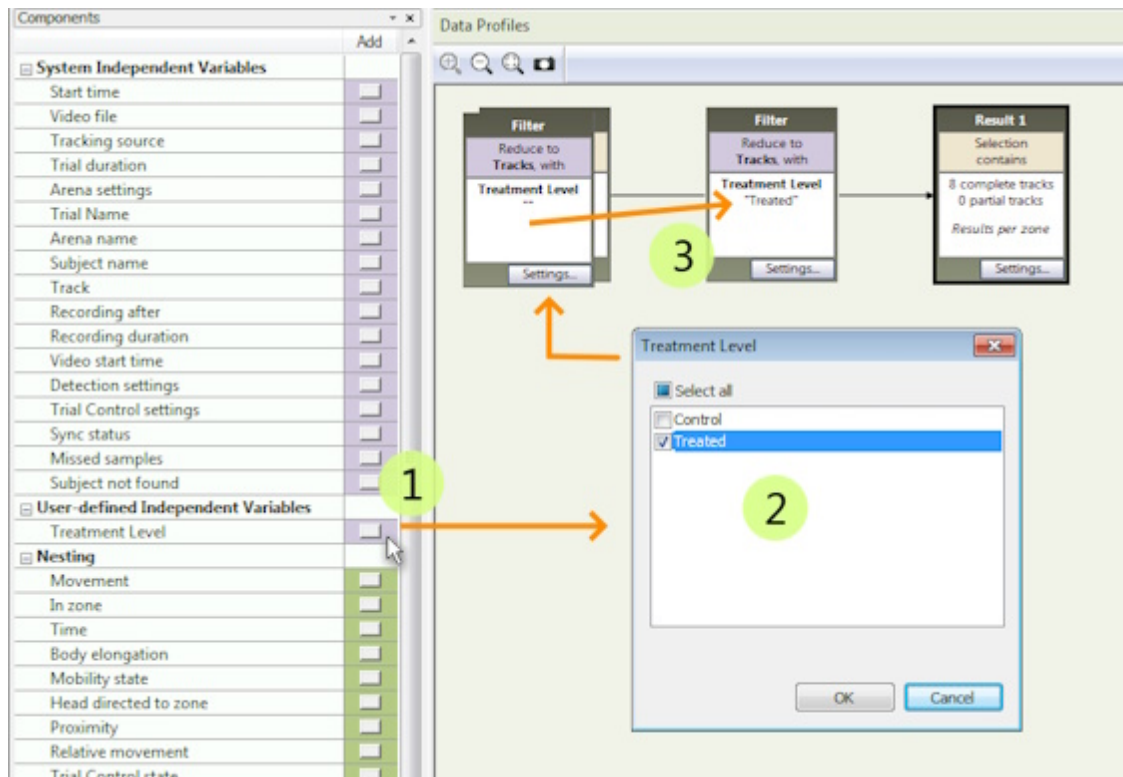 Components
Add
System Independent Variables
Start time
Video file
Tracking source
Trial duration
Arena settings
Trial Name
Arena name
Subject name
Track
Recording after
Recording duration
Video start time
Detection settings
Trial Control settings
Sync status
Missed samples
Subject not found
User-defined Independent Variables
Treatment Level
Nesting
Movement
In zone
Time
Body elongation
Mobility state
Head directed to zone
Proximity
Relative movement
Trial Control state
1
Data Profiles
Filter
Reduce to
Tracks, with
Treatment Level
""
Settings...
Filter
Reduce to
Tracks, with
Treatment Level
"Treated"
Settings...
3
Result 1
Selection
contains
8 complete tracks
0 partial tracks
Results per zone
Settings...
Treatment Level
Select all
Control
Treated
2
OK
Cancel